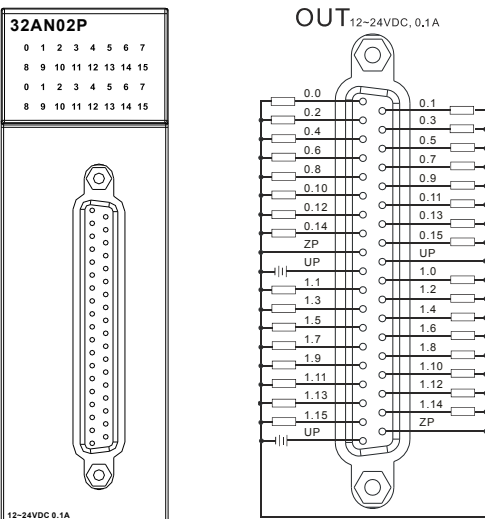 32AN02P
0 1 2 3 4 5 6 7
8 9 10 11 12 13 14 15
0 1 2 3 4 5 6 7
8 9 10 11 12 13 14 15
12~24VDC 0.1A
OUT 12~24VDC, 0.1A
0.0
0.2
0.4
0.6
0.8
0.10
0.12
0.14
ZP
UP
1.1
1.3
1.5
1.7
1.9
1.11
1.13
1.15
UP
0.1
0.3
0.5
0.7
0.9
0.11
0.13
0.15
UP
1.0
1.2
1.4
1.6
1.8
1.10
1.12
1.14
ZP